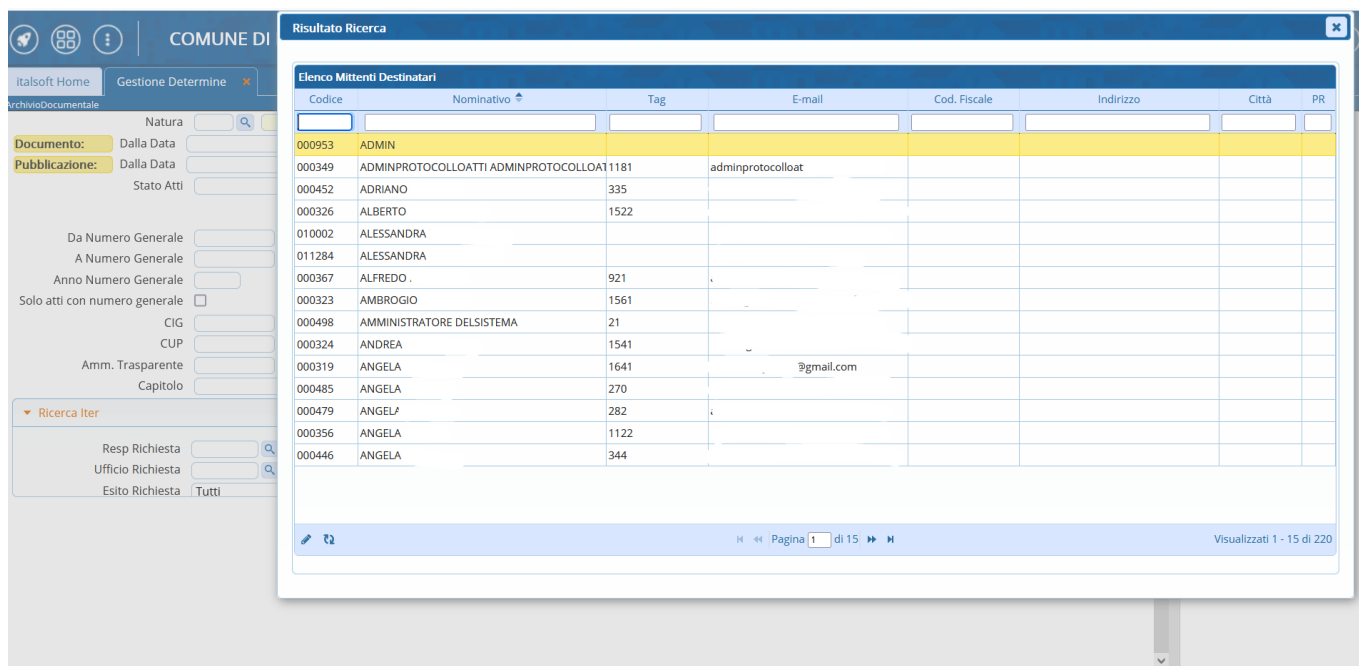 COMUNE DI
Risultato Ricerca
italsoft Home Gestione Determine
ArchivioDocumentale
Natura
Documento: Dalla Data
Pubblicazione: Dalla Data
Stato Atti
Da Numero Generale
A Numero Generale
Anno Numero Generale
Solo atti con numero generale
CIG
CUP
Amm. Trasparente
Capitolo
Ricerca Iter
Resp Richiesta
Ufficio Richiesta
Esito Richiesta Tutti
Elenco Mittenti Destinatari
Codice Nominativo Tag E-mail Cod. Fiscale Indirizzo Città PR
000953 ADMIN
000349 ADMINPROTOCOLLOATTI ADMINPROTOCOLLOAT 1181 adminprotocolloat
000452 ADRIANO 335
000326 ALBERTO 1522
010002 ALESSANDRA
011284 ALESSANDRA
000367 ALFREDO . 921
000323 AMBROGIO 1561
000498 AMMINISTRATORE DELSISTEMA 21
000324 ANDREA 1541
000319 ANGELA 1641 @gmail.com
000485 ANGELA 270
000479 ANGELA 282
000356 ANGELA 1122
000446 ANGELA 344
Pagina 1 di 15 Visualizzati 1 - 15 di 220